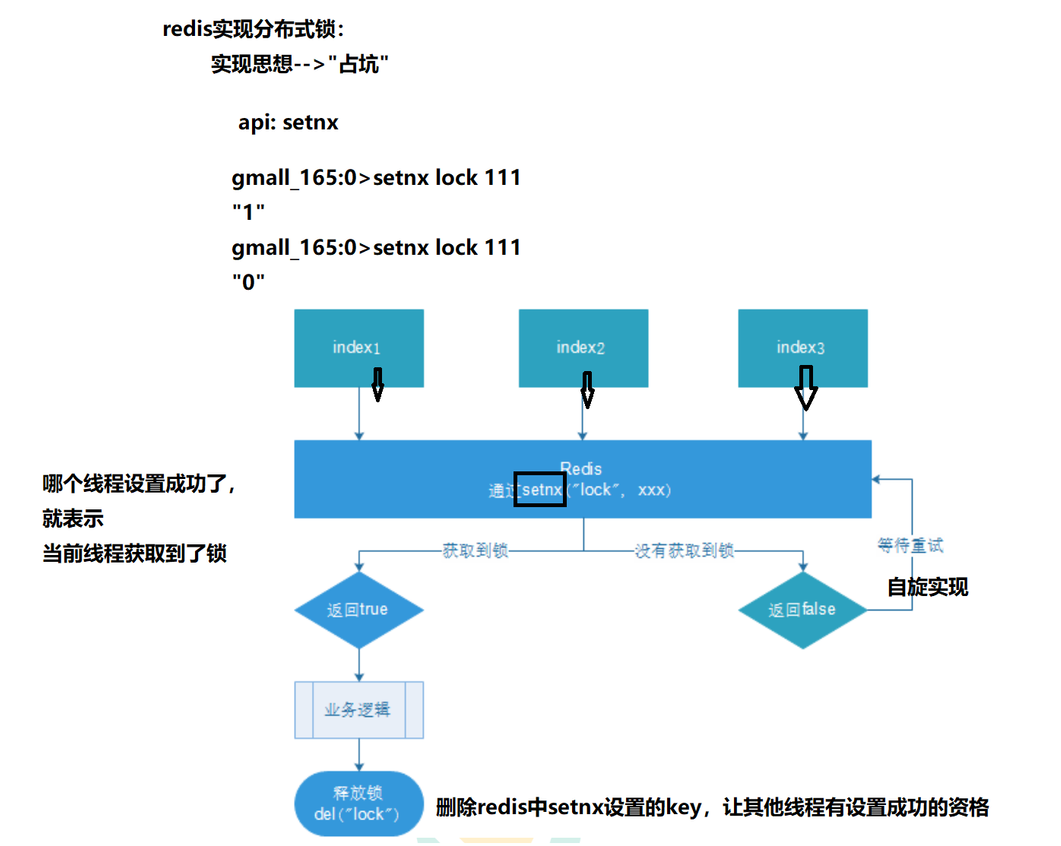 redis实现分布式锁：
实现思想-->"占坑"
api: setnx
gmall_165:0>setnx lock 111
"1"
gmall_165:0>setnx lock 111
"0"
index1
index2
index3
Redis
通过setnx("lock", xxx)
哪个线程设置成功了，
就表示
当前线程获取到了锁
获取到锁
没有获取到锁
等待重试
自旋实现
返回true
返回false
业务逻辑
释放锁
del("lock")
删除redis中setnx设置的key，让其他线程有设置成功的资格